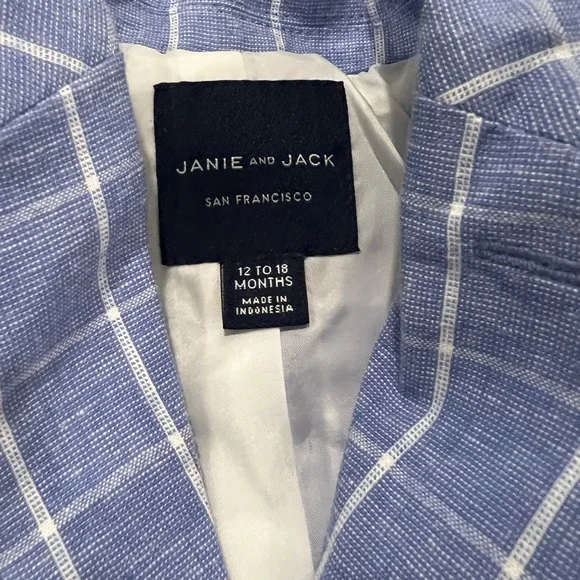 JANIE AND JACK
SAN FRANCISCO
12 TO 18
MONTHS
MADE IN
INDONESIA